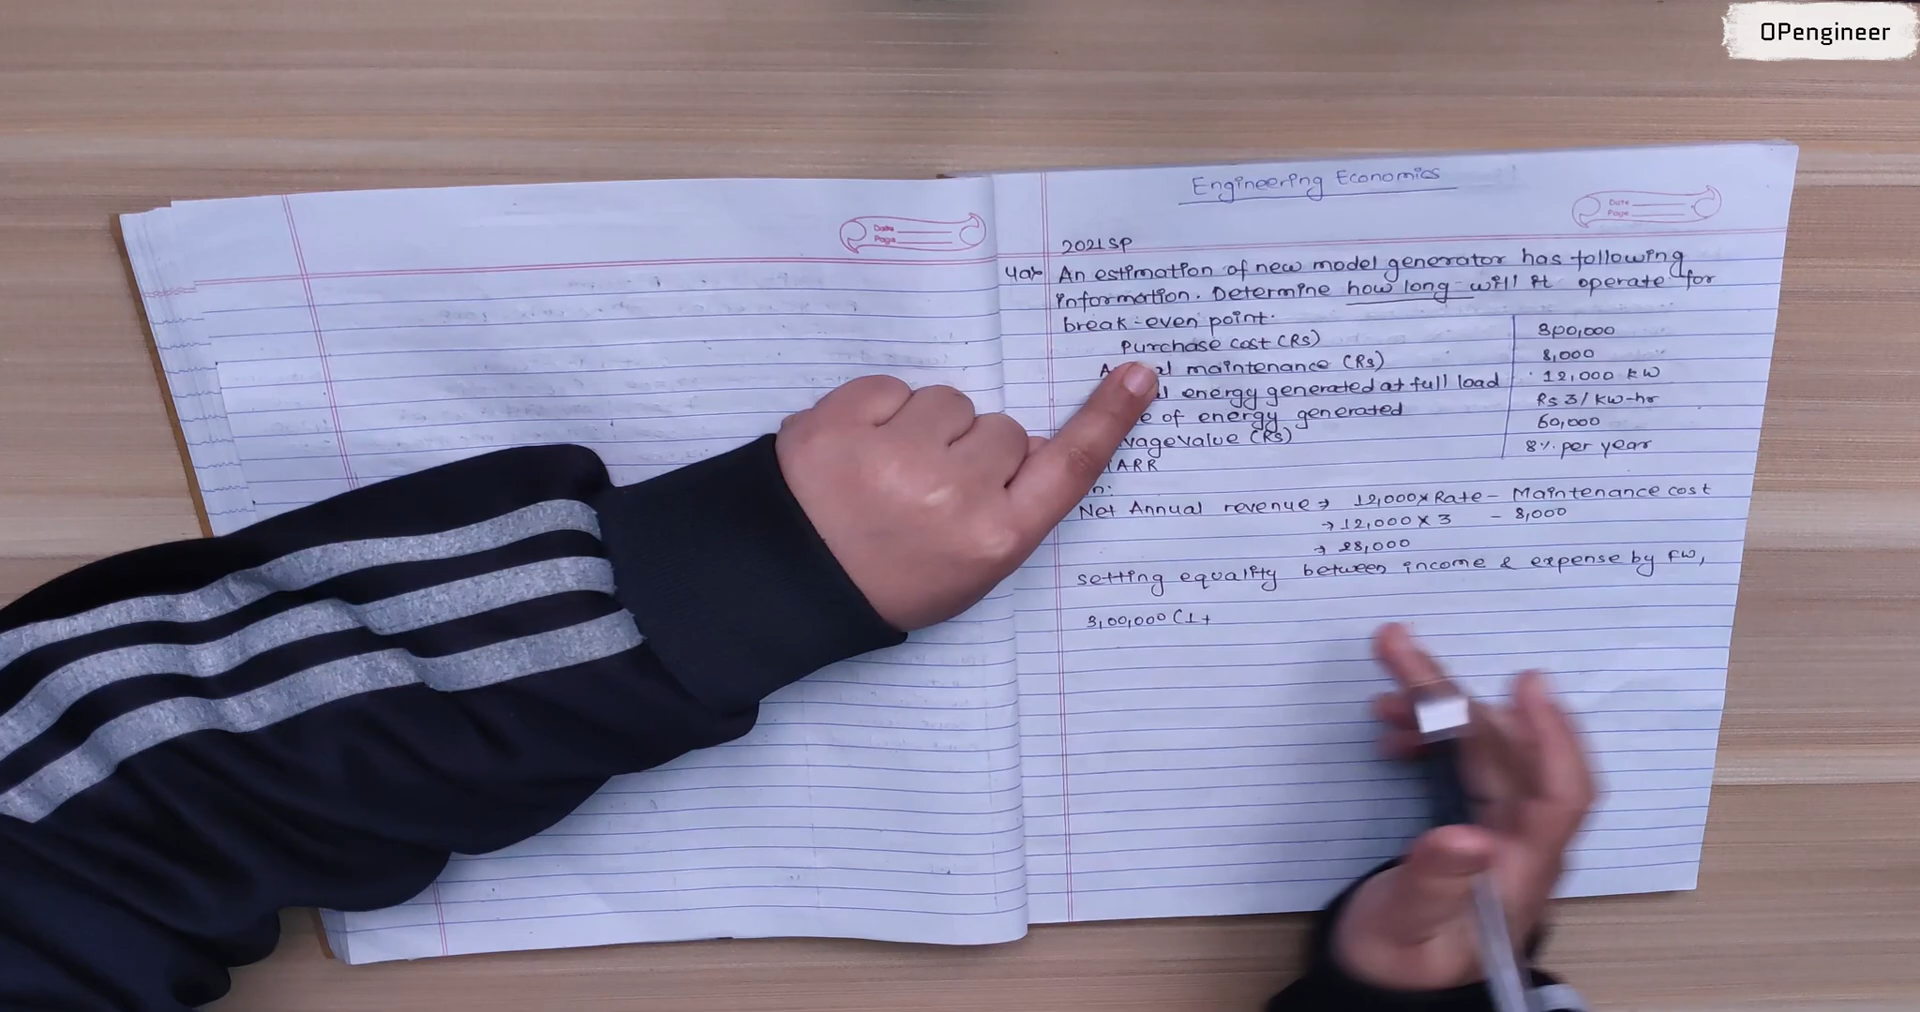 OPengineer
Engineering Economics
Date
Page
Date
Page
2021 SP
4a) An estimation of new model generator has following
information. Determine how long will it operate for
break-even point.
Purchase cost (Rs) 300,000
maintenance (Rs) 8,000
energy generated at full load 12,000 kW
of energy generated Rs 3/kW-hr
value (Rs) 60,000
MARR 8% per year
Net Annual revenue → 12,000 × Rate - Maintenance cost
→ 12,000 × 3 - 8,000
→ 28,000
setting equality between income & expense by FW,
3,00,000 (1+